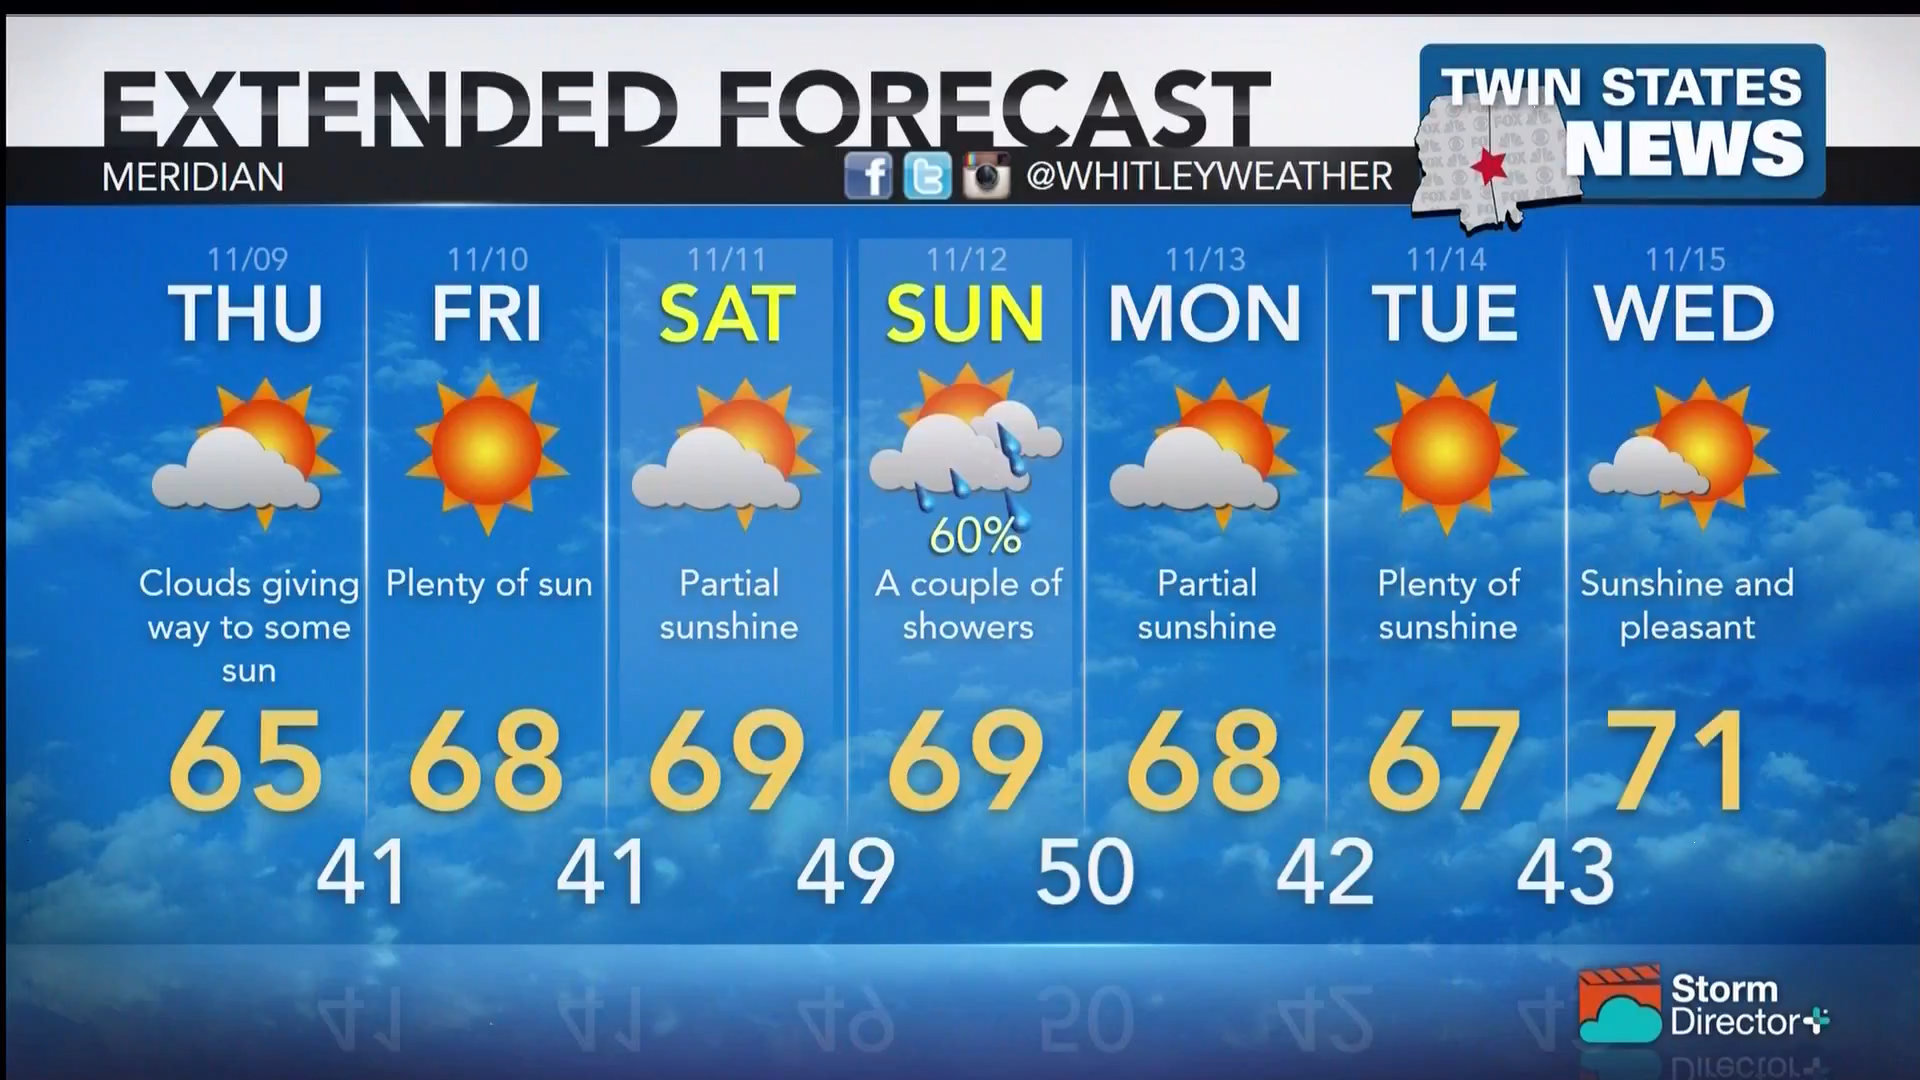 EXTENDED FORECAST
TWIN STATES
NEWS
MERIDIAN
@WHITLEYWEATHER
11/09
THU
Clouds giving
way to some
sun
65
11/10
FRI
Plenty of sun
68
11/11
SAT
Partial
sunshine
69
11/12
SUN
60%
A couple of
showers
69
11/13
MON
Partial
sunshine
68
11/14
TUE
Plenty of
sunshine
67
11/15
WED
Sunshine and
pleasant
71
41 41 49 50 42 43
Storm
Director+